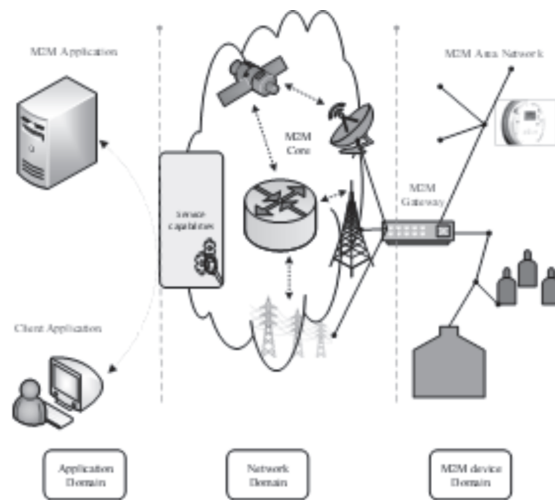 M2M Application
M2M Area Network
M2M
Core
M2M
Gateway
Service
capabilities
Client Application
Application
Domain
Network
Domain
M2M device
Domain